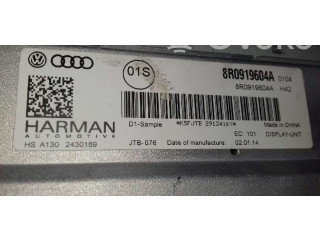 01S
8R0919604A 0104
8R0919604A H42
HARMAN
AUTOMOTIVE
HS A130 2430169
D1-Sample
Made in CHINA
EC: 101 DISPLAY-UNIT
JTB-076 Date of manufacture: 02.01.14